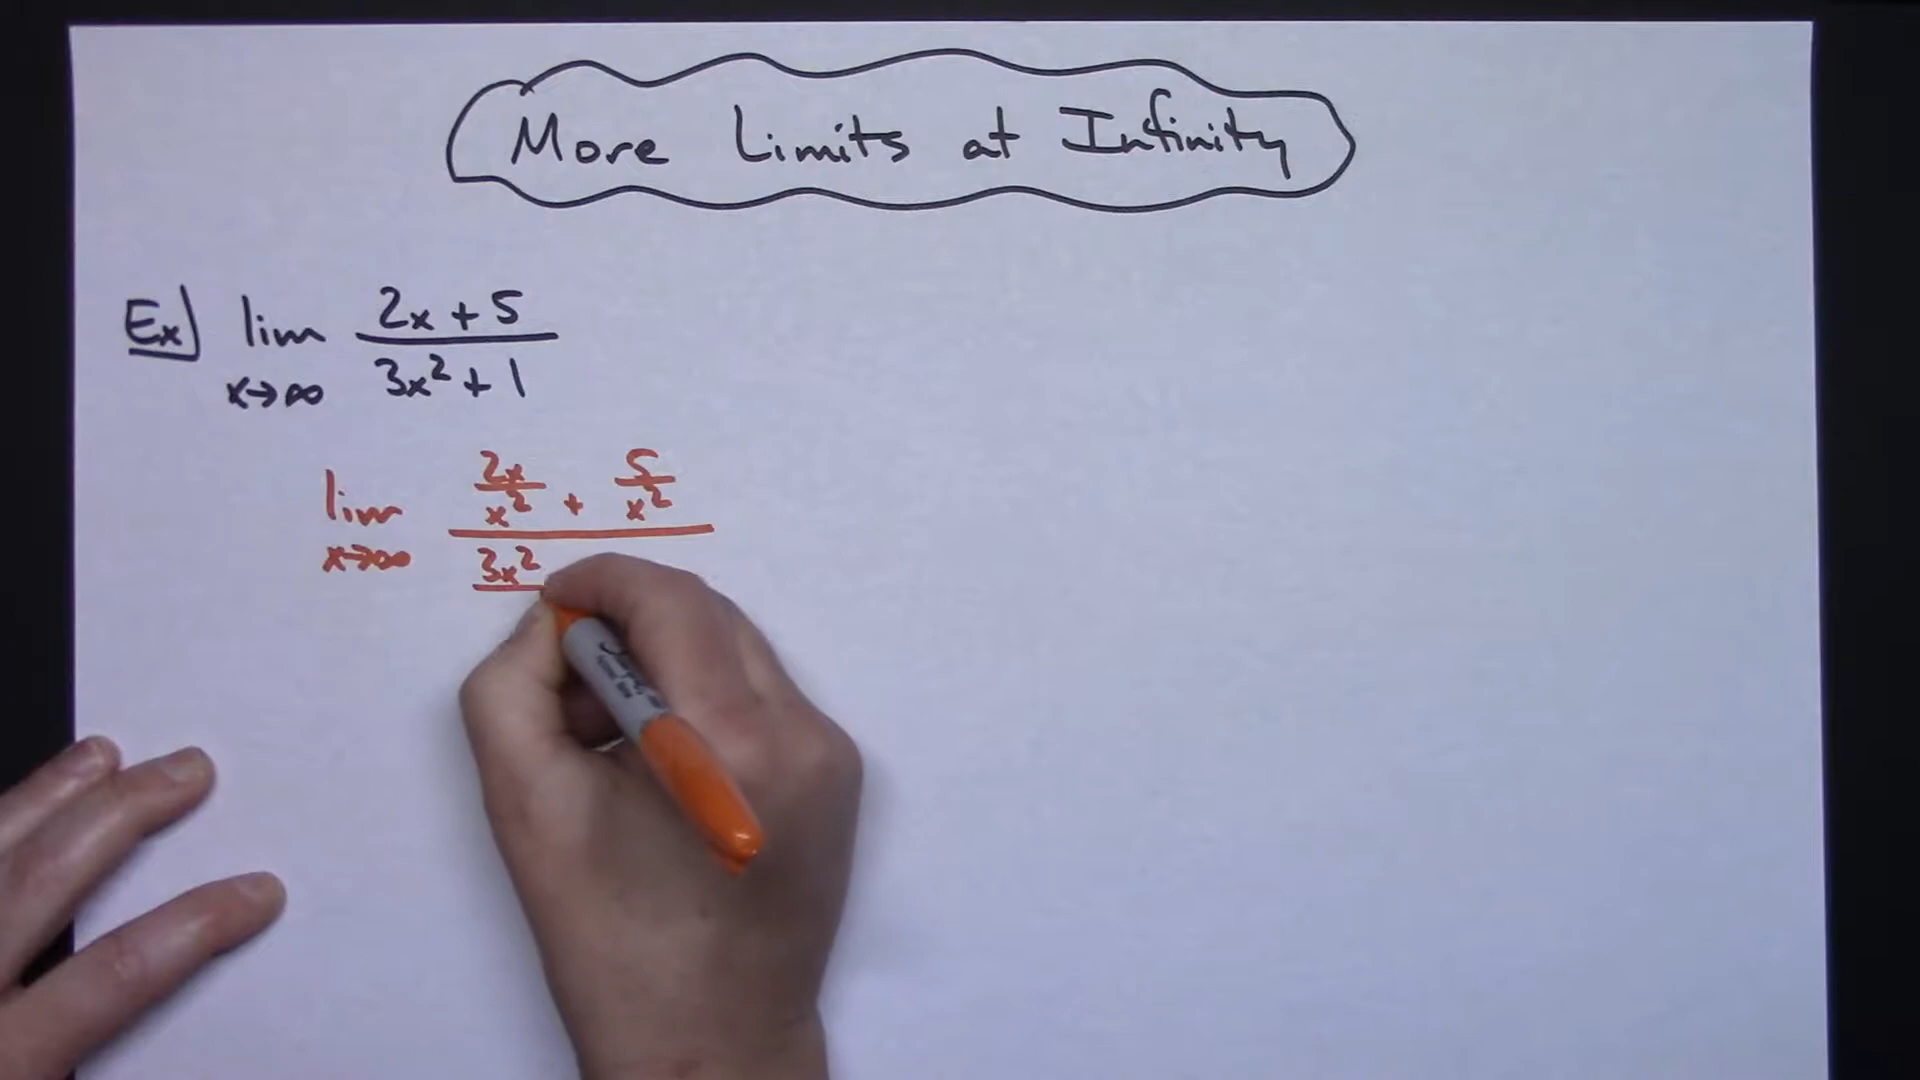 More Limits at Infinity
Ex) lim x→∞ (2x + 5)/(3x² + 1)
lim x→∞ (2x/x² + 5/x²)/(3x²